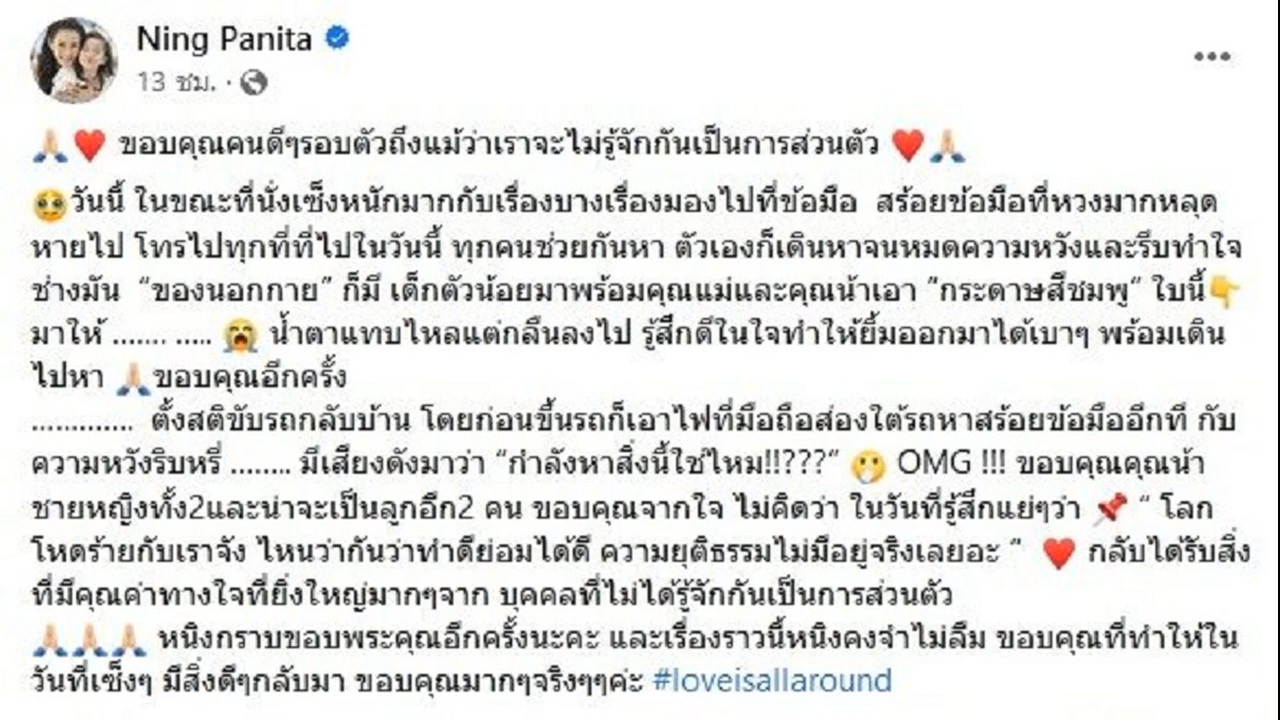 Ning Panita
13 ชม. ·
🙏🏻❤️ ขอบคุณคนดีๆรอบตัวถึงแม้ว่าเราจะไม่รู้จักกันเป็นการส่วนตัว ❤️🙏🏻
🥹วันนี้ ในขณะที่นั่งเซ็งหนักมากกับเรื่องบางเรื่องมองไปที่ข้อมือ สร้อยข้อมือที่หวงมากหลุด
หายไป โทรไปทุกที่ที่ไปในวันนี้ ทุกคนช่วยกันหา ตัวเองก็เดินหาจนหมดความหวังและรีบทำใจ
ช่างมัน “ของนอกกาย” ก็มี เด็กตัวน้อยมาพร้อมคุณแม่และคุณน้าเอา “กระดาษสีชมพู” ใบนี้👇
มาให้ ....... ..... 😭 น้ำตาแทบไหลแต่กลืนลงไป รู้สึกดีในใจทำให้ยิ้มออกมาได้เบาๆ พร้อมเดิน
ไปหา 🙏🏻ขอบคุณอีกครั้ง
............. ตั้งสติขับรถกลับบ้าน โดยก่อนขึ้นรถก็เอาไฟที่มือถือส่องใต้รถหาสร้อยข้อมืออีกที กับ
ความหวังริบหรี่ ........ มีเสียงดังมาว่า “กำลังหาสิ่งนี้ใช่ไหม!!???” 🫢 OMG !!! ขอบคุณคุณน้า
ชายหญิงทั้ง2และน่าจะเป็นลูกอีก2 คน ขอบคุณจากใจ ไม่คิดว่า ในวันที่รู้สึกแย่ๆว่า 📌 “ โลก
โหดร้ายกับเราจัง ไหนว่ากันว่าทำดีย่อมได้ดี ความยุติธรรมไม่มีอยู่จริงเลยอะ ” ❤️ กลับได้รับสิ่ง
ที่มีคุณค่าทางใจที่ยิ่งใหญ่มากๆจาก บุคคลที่ไม่ได้รู้จักกันเป็นการส่วนตัว
🙏🏻🙏🏻🙏🏻 หนิงกราบขอบพระคุณอีกครั้งนะคะ และเรื่องราวนี้หนิงคงจำไม่ลืม ขอบคุณที่ทำให้ใน
วันที่เซ็งๆ มีสิ่งดีๆกลับมา ขอบคุณมากๆจริงๆๆค่ะ #loveisallaround